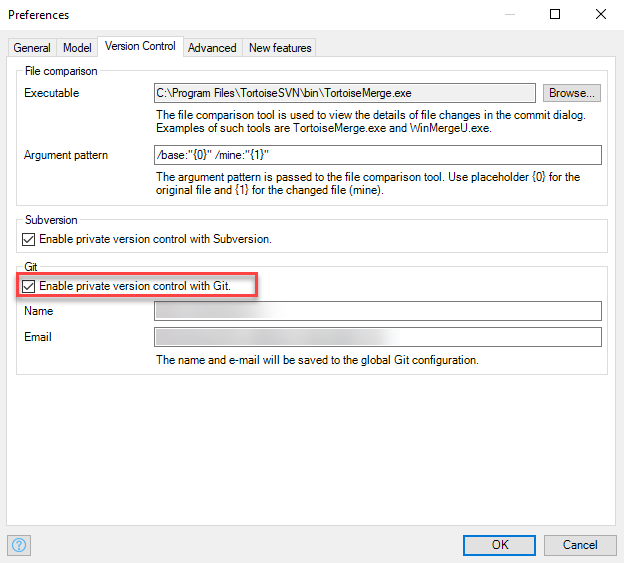 Preferences
General Model Version Control Advanced New features
File comparison
Executable C:\Program Files\TortoiseSVN\bin\TortoiseMerge.exe Browse...
The file comparison tool is used to view the details of file changes in the commit dialog.
Examples of such tools are TortoiseMerge.exe and WinMergeU.exe.
Argument pattern /base:"{0}" /mine:"{1}"
The argument pattern is passed to the file comparison tool. Use placeholder {0} for the
original file and {1} for the changed file (mine).
Subversion
Enable private version control with Subversion.
Git
Enable private version control with Git.
Name
Email
The name and e-mail will be saved to the global Git configuration.
? OK Cancel